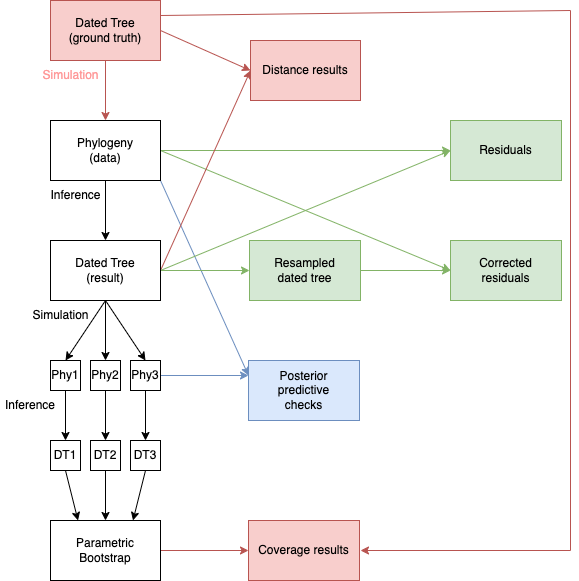 Dated Tree
(ground truth)
Simulation
Distance results
Phylogeny
(data)
Residuals
Inference
Dated Tree
(result)
Resampled
dated tree
Corrected
residuals
Simulation
Phy1
Phy2
Phy3
Posterior
predictive
checks
Inference
DT1
DT2
DT3
Parametric
Bootstrap
Coverage results